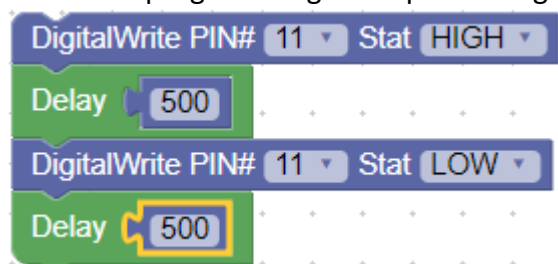 DigitalWrite PIN# 11 Stat HIGH
Delay 500
DigitalWrite PIN# 11 Stat LOW
Delay 500